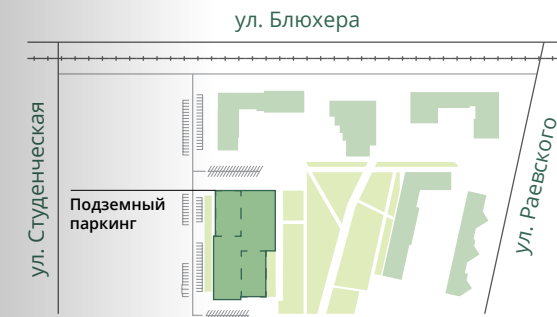 ул. Блюхера
ул. Студенческая
Подземный
паркинг
ул. Раевского